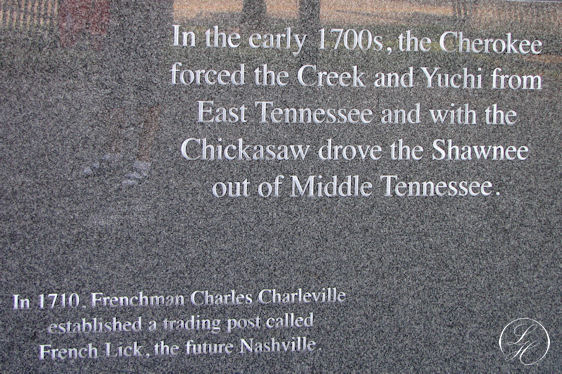 In the early 1700s, the Cherokee
forced the Creek and Yuchi from
East Tennessee and with the
Chickasaw drove the Shawnee
out of Middle Tennessee.
In 1710, Frenchman Charles Charleville
established a trading post called
French Lick, the future Nashville.